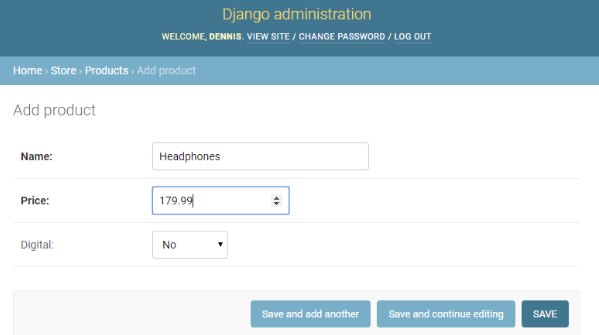 Django administration
WELCOME, DENNIS. VIEW SITE / CHANGE PASSWORD / LOG OUT
Home › Store › Products › Add product
Add product
Name: Headphones
Price: 179.99
Digital: No
Save and add another Save and continue editing SAVE